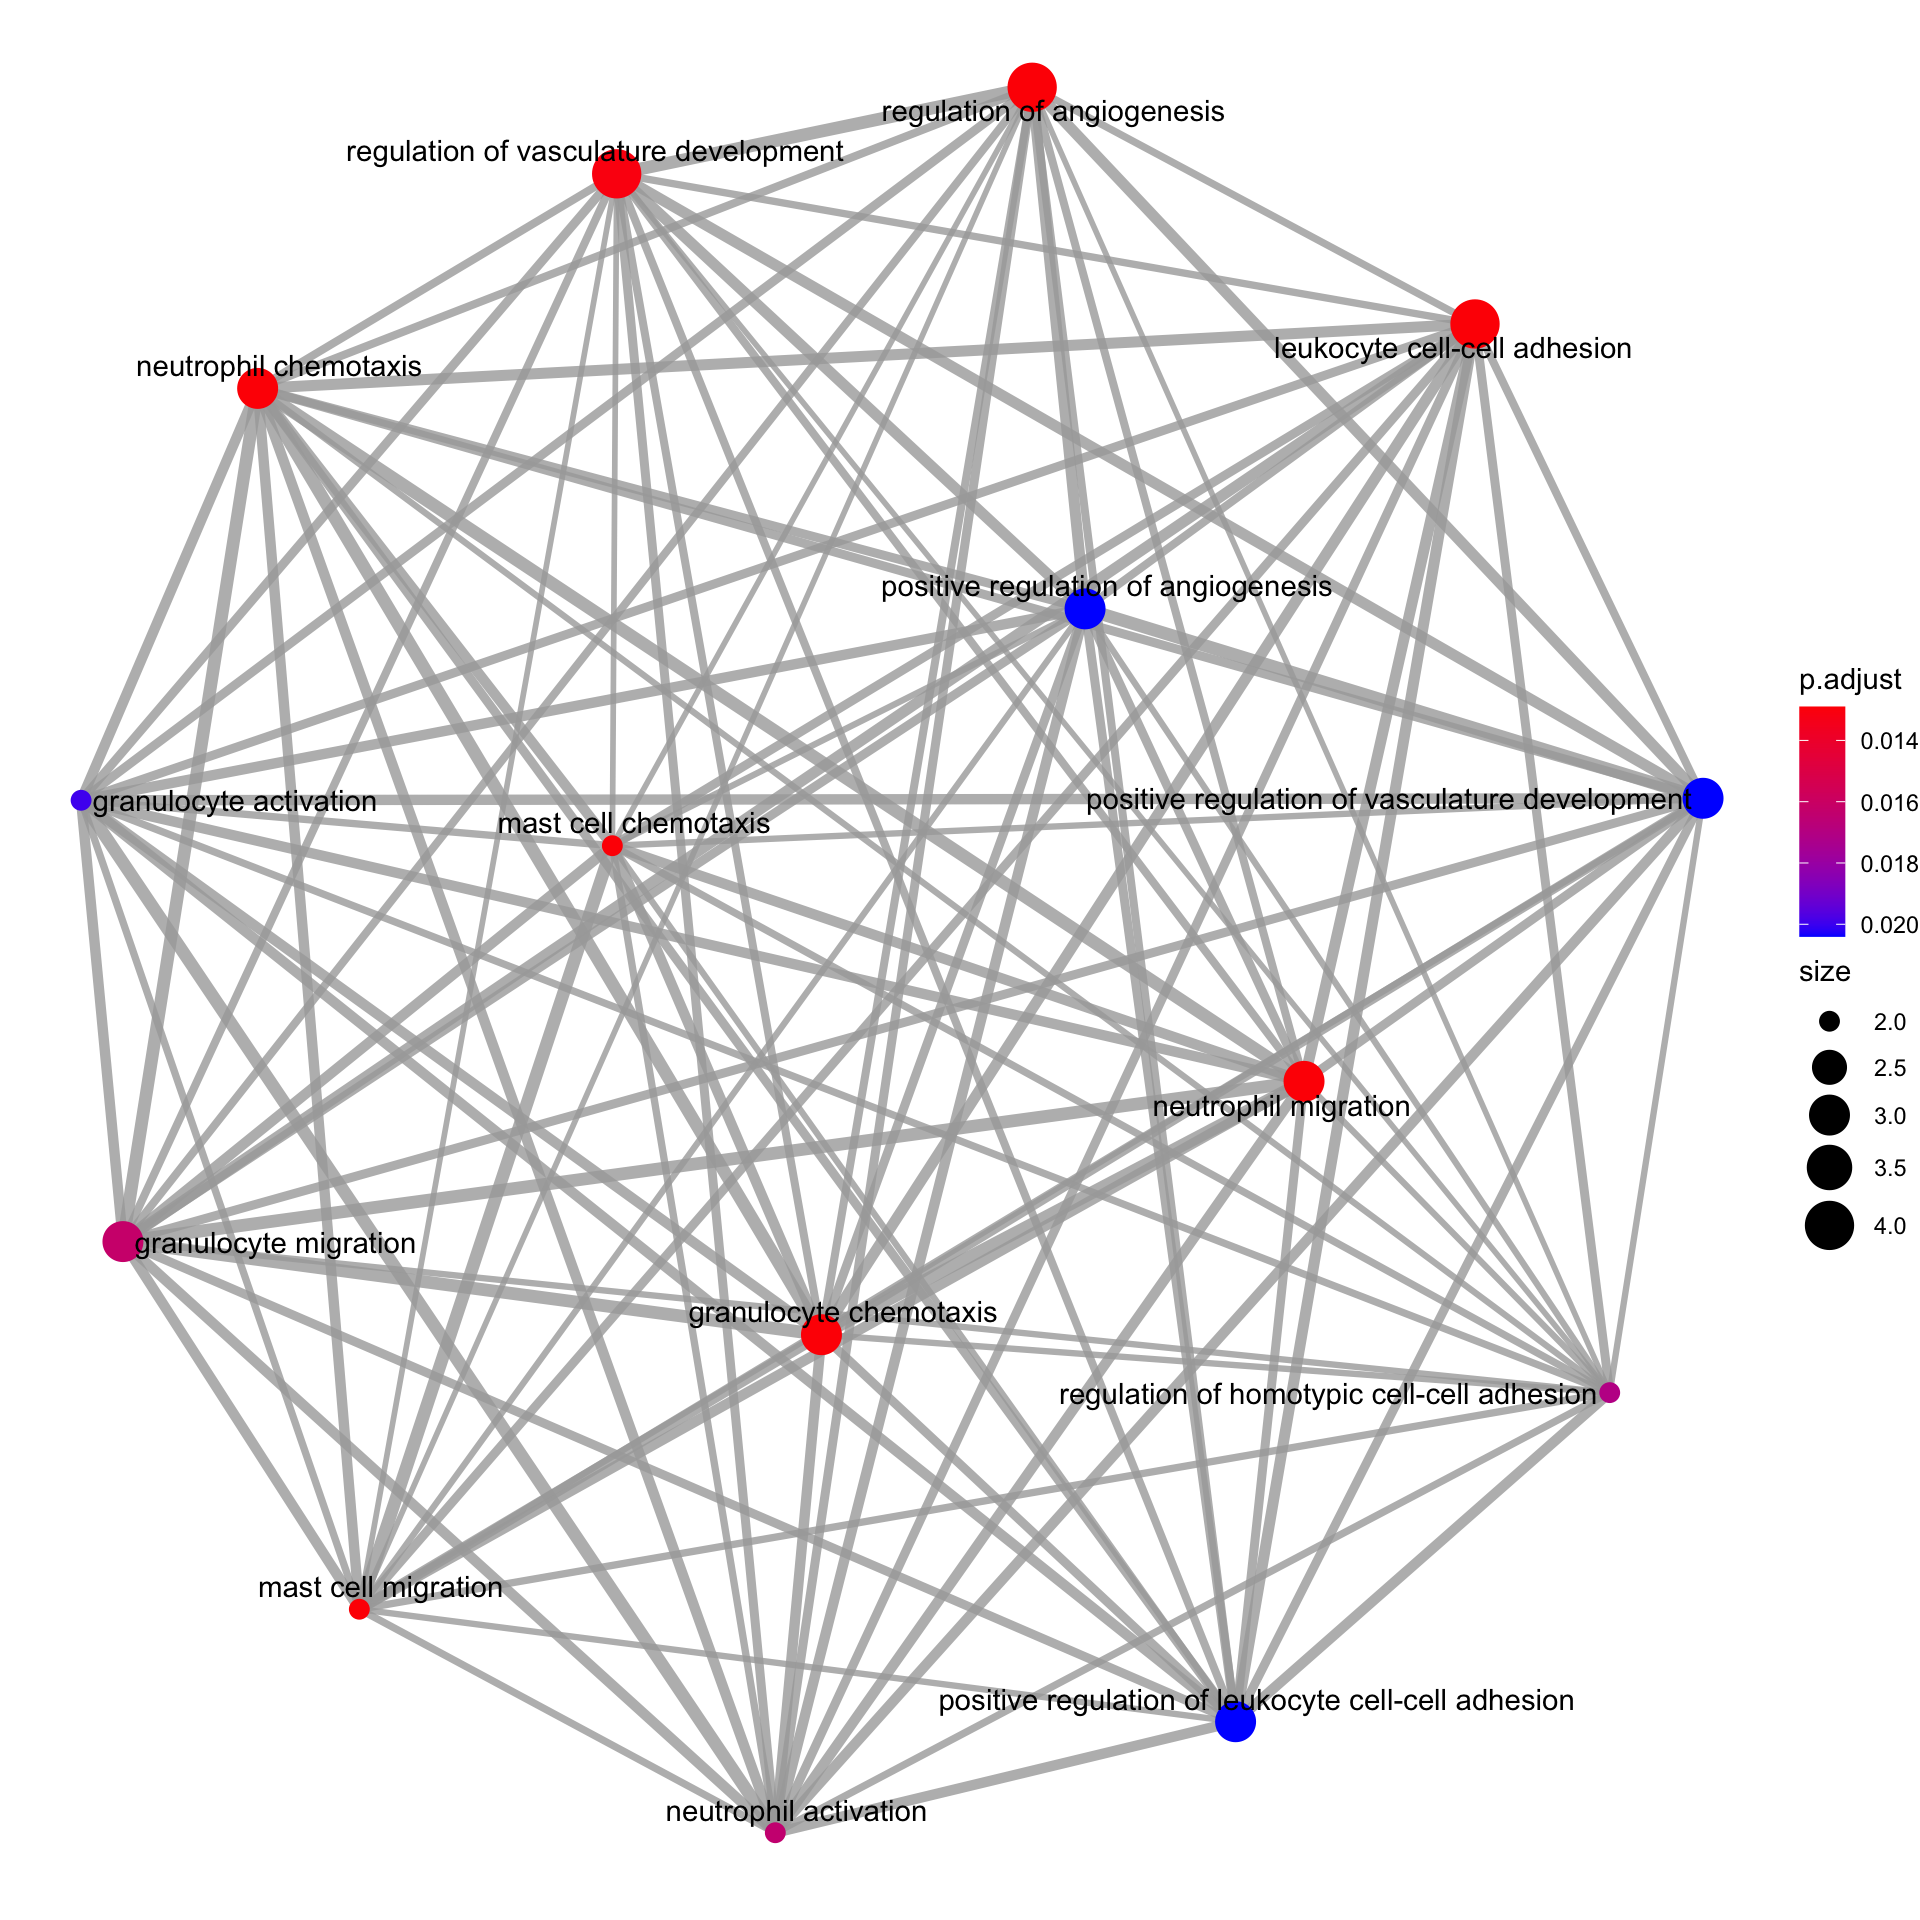 regulation of angiogenesis
regulation of vasculature development
leukocyte cell-cell adhesion
neutrophil chemotaxis
positive regulation of angiogenesis
granulocyte activation
positive regulation of vasculature development
mast cell chemotaxis
neutrophil migration
granulocyte migration
granulocyte chemotaxis
regulation of homotypic cell-cell adhesion
mast cell migration
positive regulation of leukocyte cell-cell adhesion
neutrophil activation
p.adjust
0.014
0.016
0.018
0.020
size
2.0
2.5
3.0
3.5
4.0